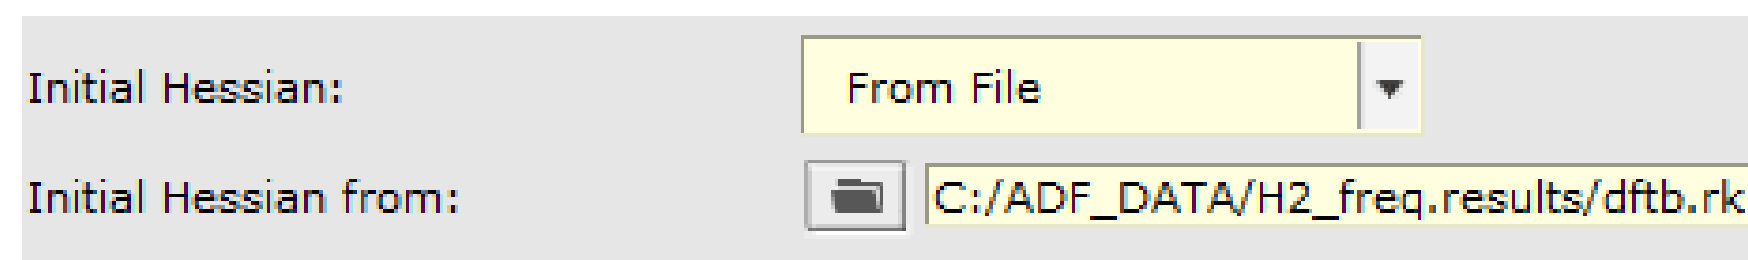 Initial Hessian: From File
Initial Hessian from: C:/ADF_DATA/H2_freq.results/dftb.rk